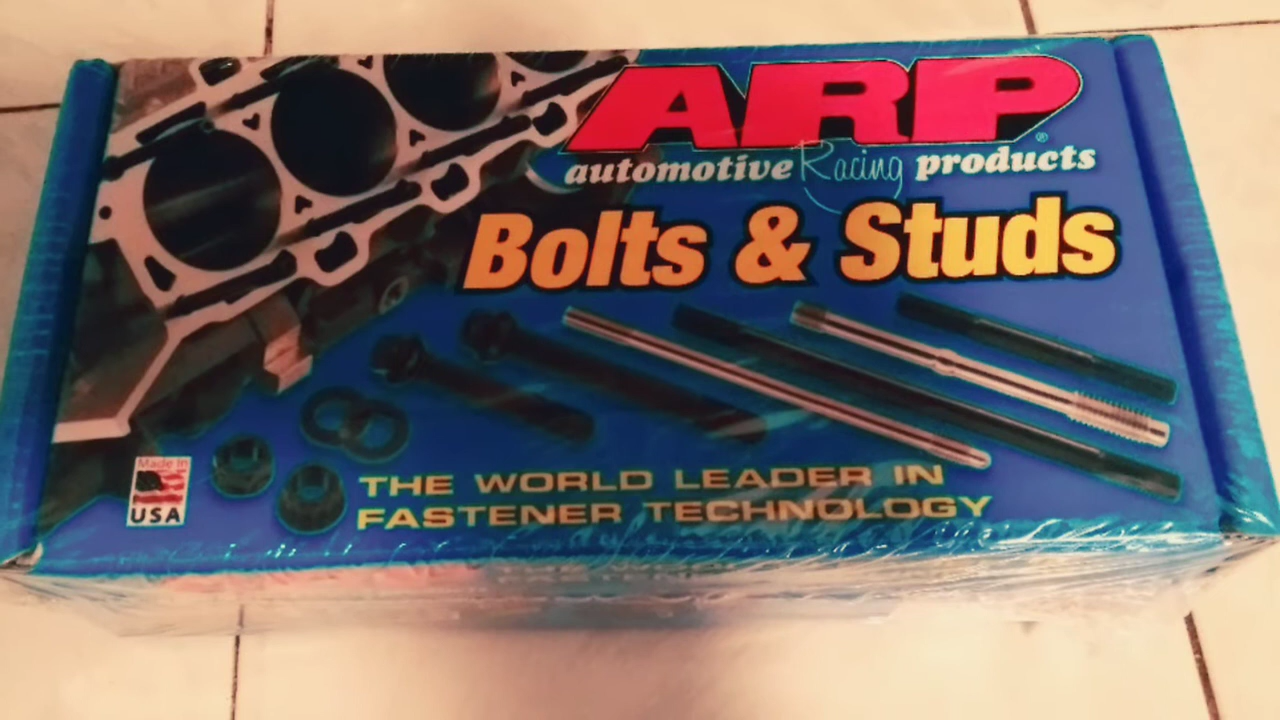 ARP®
automotive Racing products
Bolts & Studs
Made in
USA
THE WORLD LEADER IN
FASTENER TECHNOLOGY